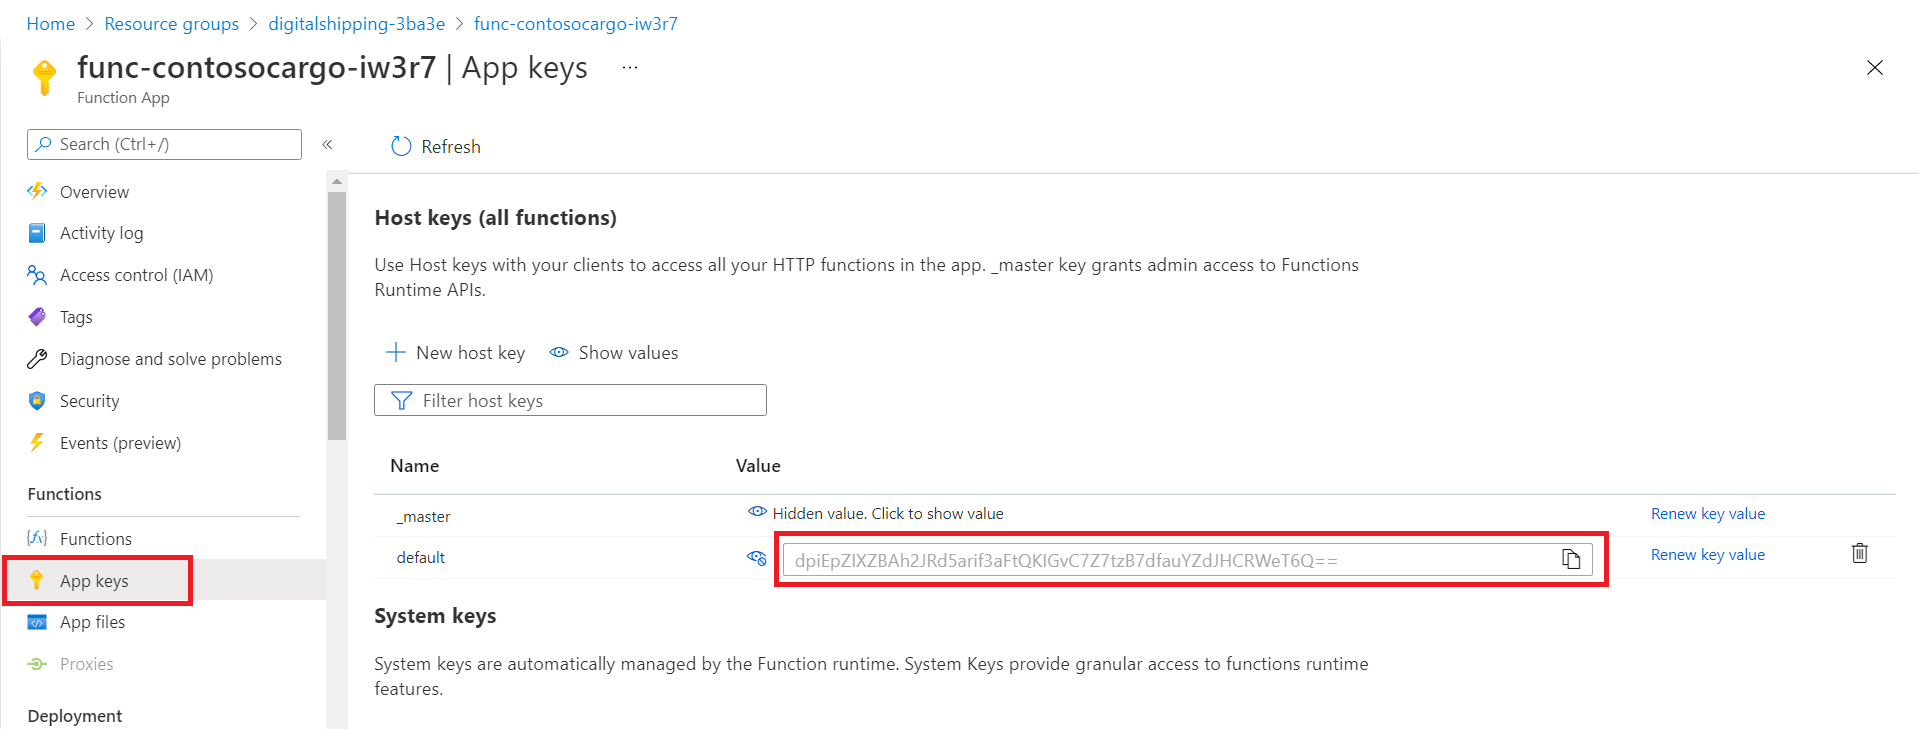 Home > Resource groups > digitalshipping-3ba3e > func-contosocargo-iw3r7
func-contosocargo-iw3r7 | App keys ...
Function App
Search (Ctrl+/) «
Refresh
Overview
Activity log
Access control (IAM)
Tags
Diagnose and solve problems
Security
Events (preview)
Functions
Functions
App keys
App files
Proxies
Deployment
Host keys (all functions)
Use Host keys with your clients to access all your HTTP functions in the app. _master key grants admin access to Functions
Runtime APIs.
New host key Show values
Filter host keys
Name Value
_master Hidden value. Click to show value Renew key value
default dpiEpZIXZBAh2JRd5arif3aFtQKIGvC7Z7tzB7dfauYZdJHCRWeT6Q== Renew key value
System keys
System keys are automatically managed by the Function runtime. System Keys provide granular access to functions runtime
features.